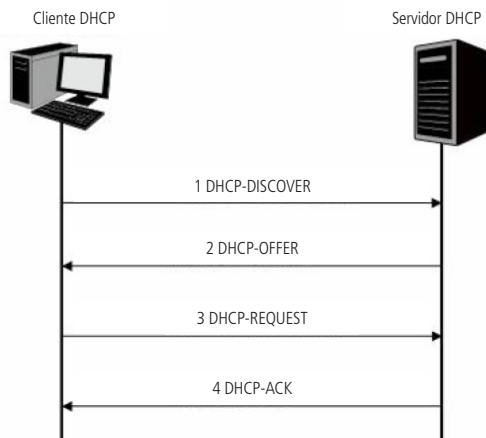 Cliente DHCP
Servidor DHCP
1 DHCP-DISCOVER
2 DHCP-OFFER
3 DHCP-REQUEST
4 DHCP-ACK